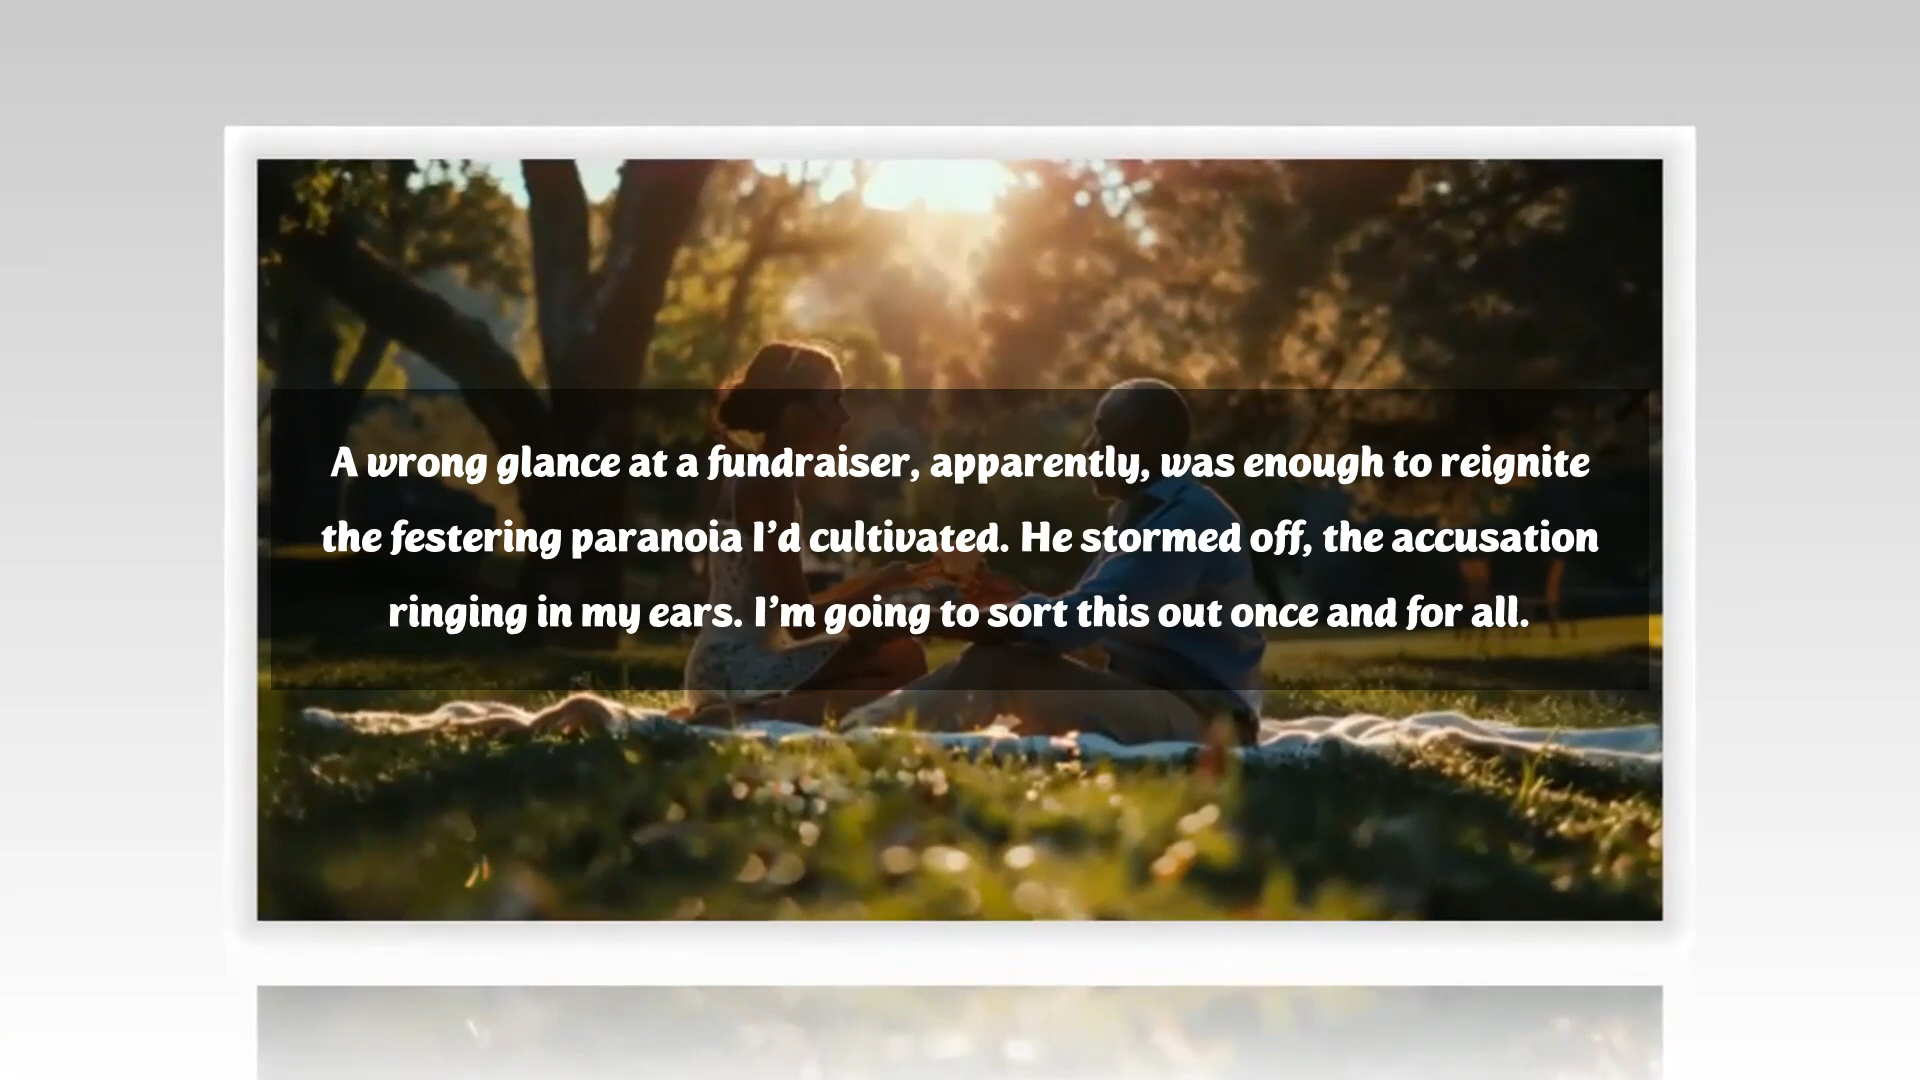 A wrong glance at a fundraiser, apparently, was enough to reignite
the festering paranoia I’d cultivated. He stormed off, the accusation
ringing in my ears. I’m going to sort this out once and for all.